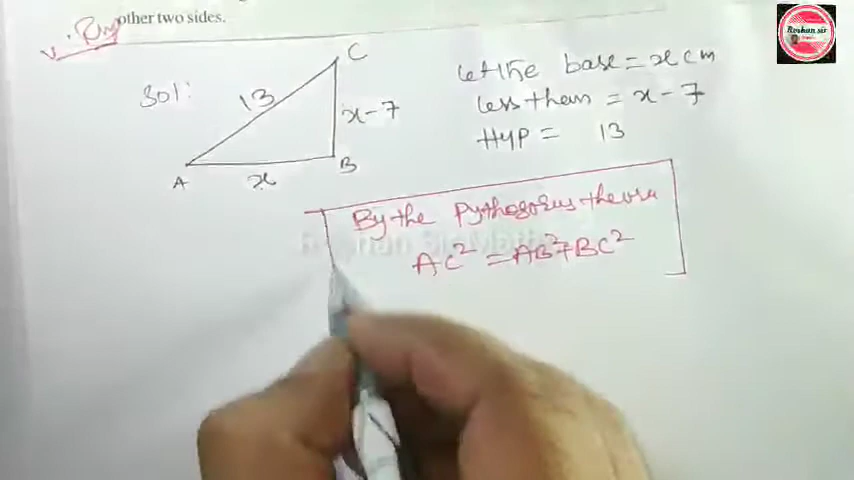 other two sides.
Roshan sir
Sol:
C
13
x-7
A
x
B
let the base = x cm
less than = x - 7
Hyp = 13
By the Pythagorus theora
AC² = AB² + BC²